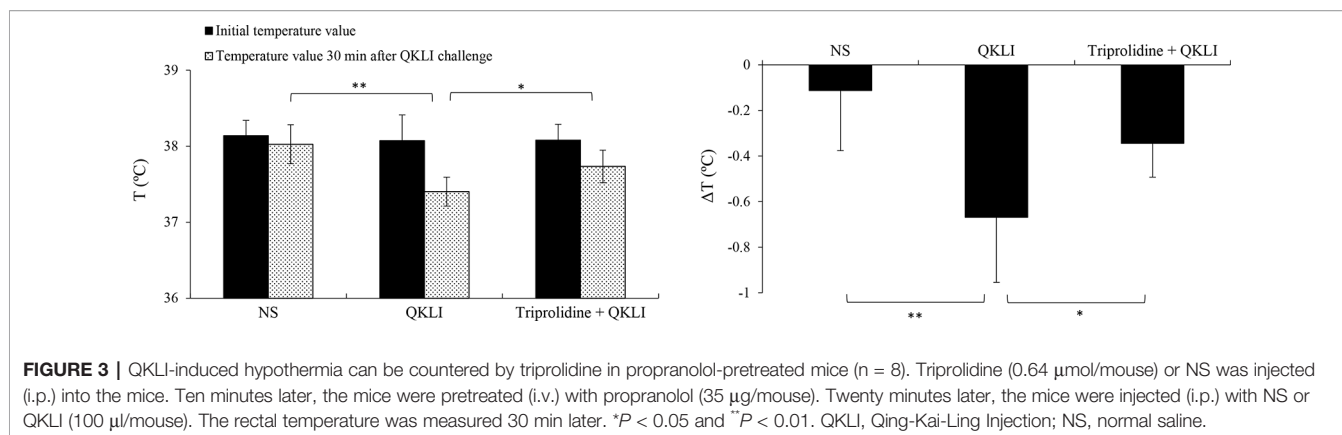 Initial temperature value
Temperature value 30 min after QKLI challenge
39
38
37
36
T (ºC)
**
*
NS
QKLI
Triprolidine + QKLI
NS
QKLI
Triprolidine + QKLI
0
-0.2
-0.4
-0.6
-0.8
-1
ΔT (ºC)
**
*
FIGURE 3 | QKLI-induced hypothermia can be countered by triprolidine in propranolol-pretreated mice (n = 8). Triprolidine (0.64 μmol/mouse) or NS was injected
(i.p.) into the mice. Ten minutes later, the mice were pretreated (i.v.) with propranolol (35 μg/mouse). Twenty minutes later, the mice were injected (i.p.) with NS or
QKLI (100 μl/mouse). The rectal temperature was measured 30 min later. *P < 0.05 and **P < 0.01. QKLI, Qing-Kai-Ling Injection; NS, normal saline.